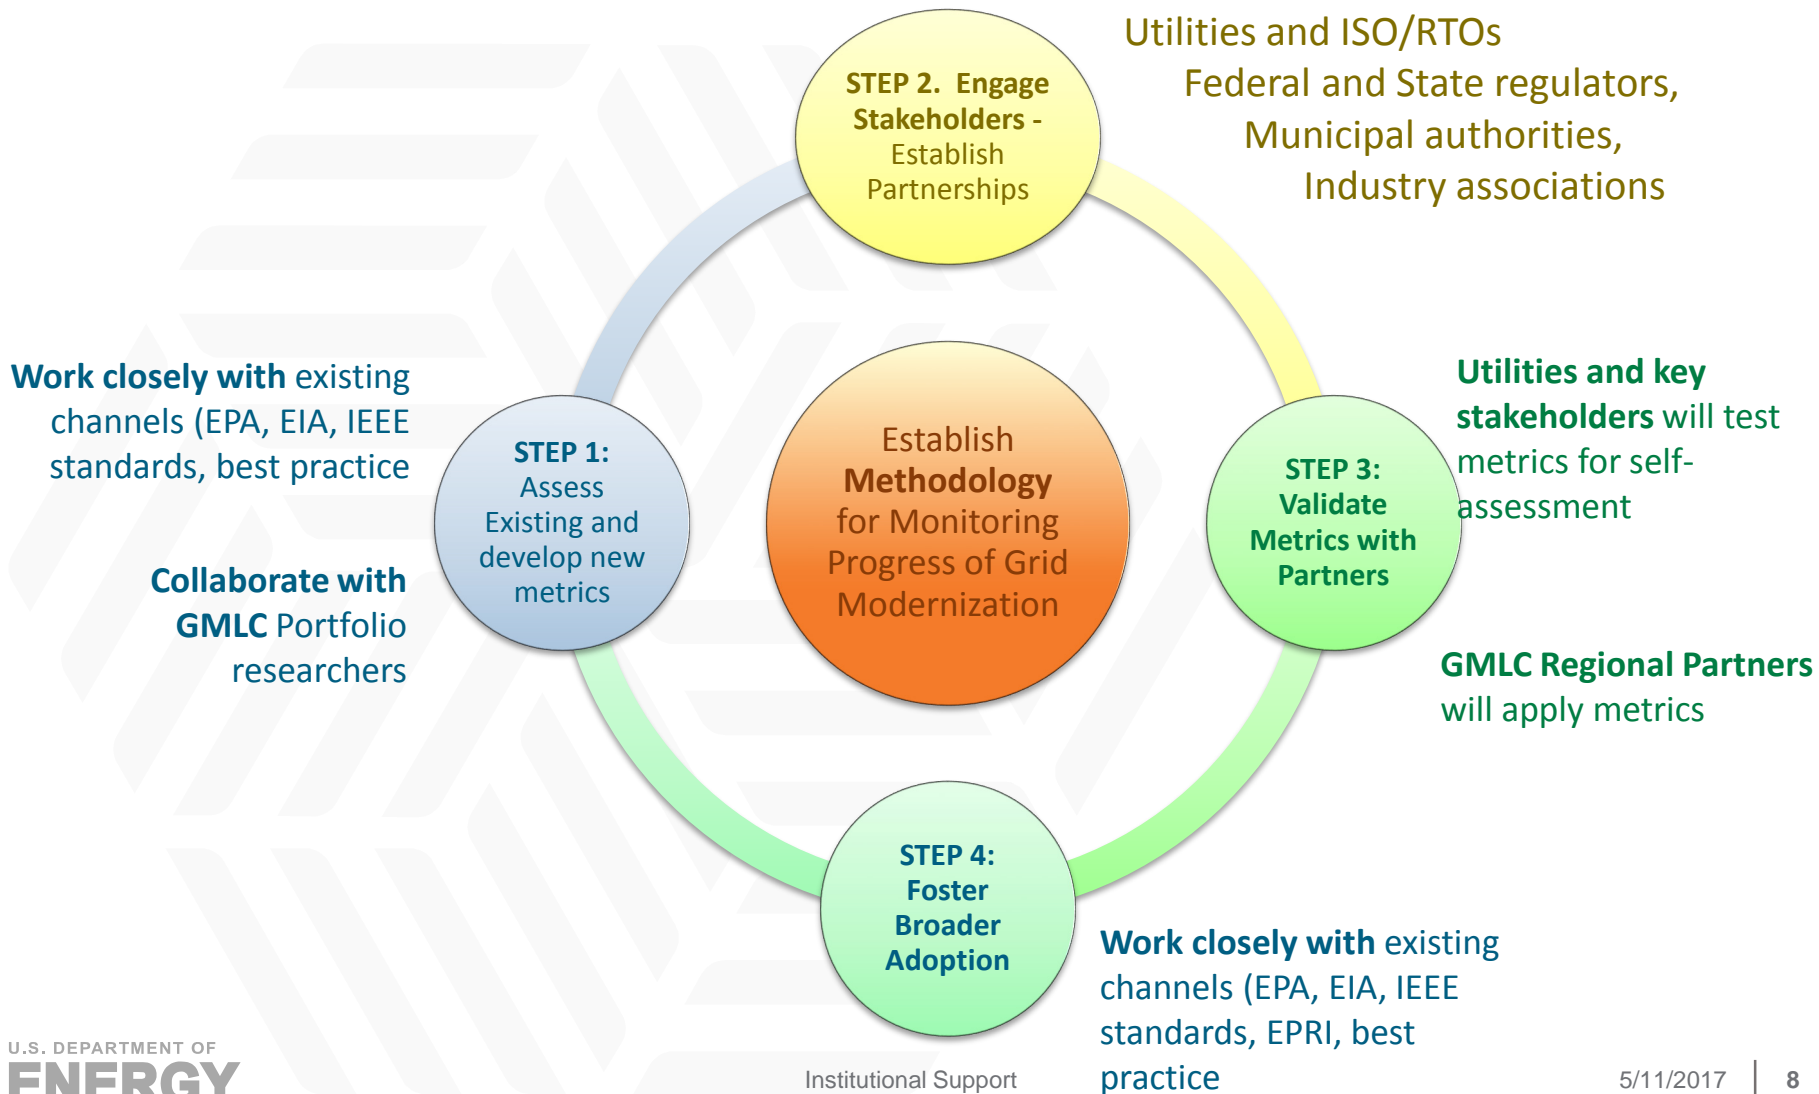 Utilities and ISO/RTOs
Federal and State regulators,
Municipal authorities,
Industry associations
STEP 2.  Engage
Stakeholders -
Establish
Partnerships
Work closely with existing
channels (EPA, EIA, IEEE
standards, best practice
Collaborate with
GMLC Portfolio
researchers
STEP 1:
Assess
Existing and
develop new
metrics
Establish
Methodology
for Monitoring
Progress of Grid
Modernization
STEP 3:
Validate
Metrics with
Partners
Utilities and key
stakeholders will test
metrics for self-
assessment
GMLC Regional Partners
will apply metrics
STEP 4:
Foster
Broader
Adoption
Work closely with existing
channels (EPA, EIA, IEEE
standards, EPRI, best
practice
U.S. DEPARTMENT OF
ENERGY
Institutional Support
5/11/2017
8